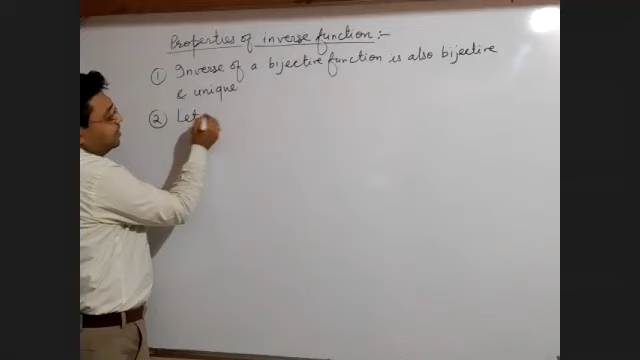 Properties of inverse function :-
① Inverse of a bijective function is also bijective
& unique
② Let